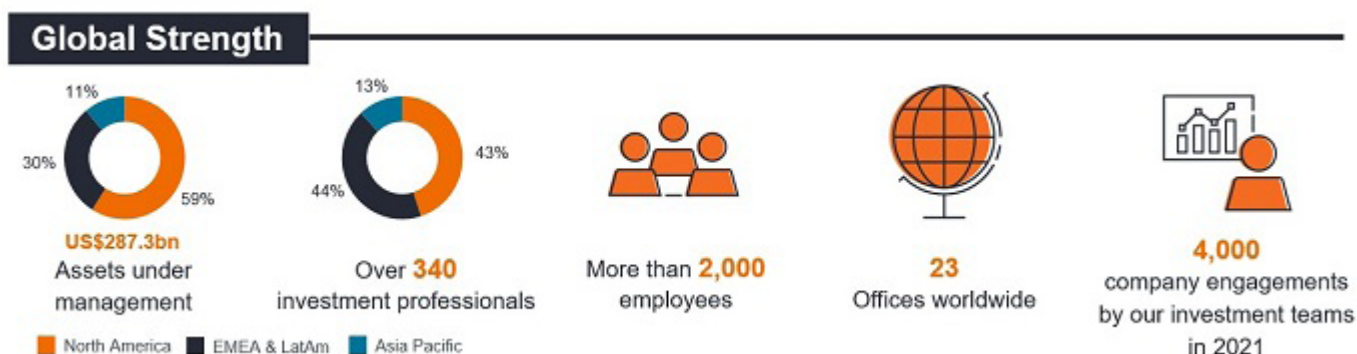 Global Strength
11%
30%
59%
US$287.3bn
Assets under
management
13%
43%
44%
Over 340
investment professionals
More than 2,000
employees
23
Offices worldwide
4,000
company engagements
by our investment teams
in 2021
North America
EMEA & LatAm
Asia Pacific